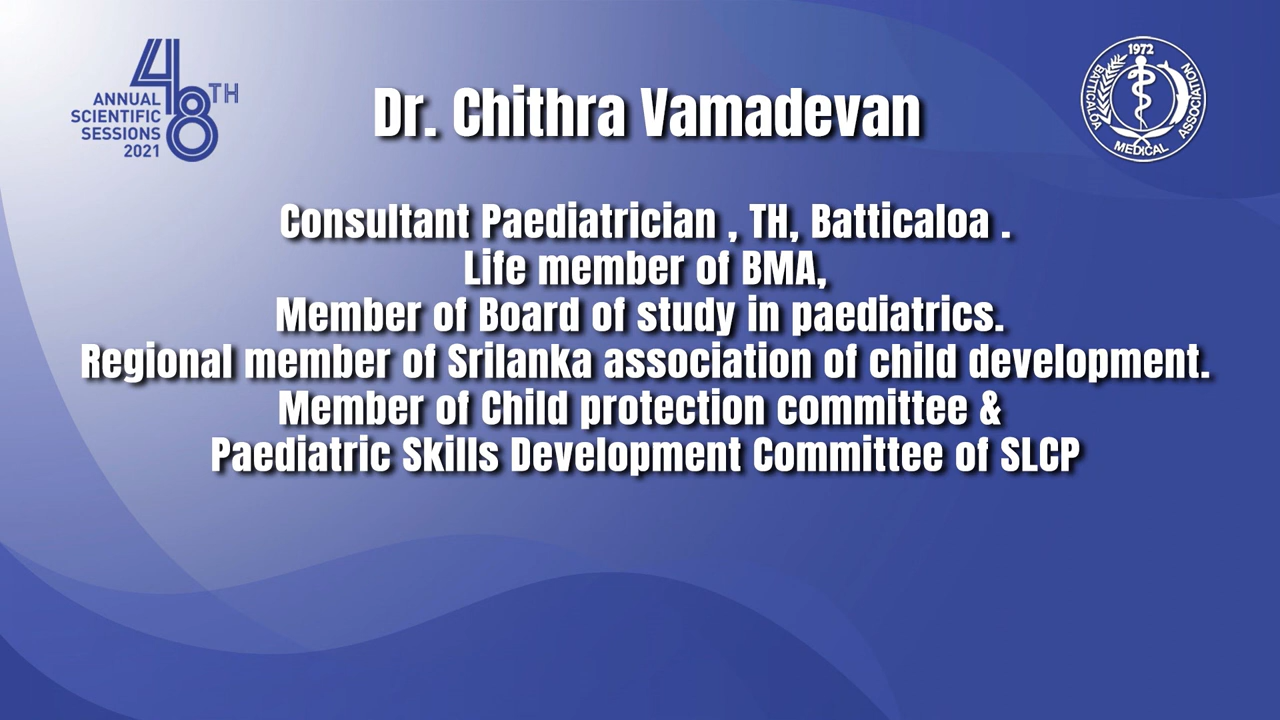 48TH
ANNUAL
SCIENTIFIC
SESSIONS
2021
1972
BATTICALOA
MEDICAL
ASSOCIATION
Dr. Chithra Vamadevan
Consultant Paediatrician , TH, Batticaloa .
Life member of BMA,
Member of Board of study in paediatrics.
Regional member of Srilanka association of child development.
Member of Child protection committee &
Paediatric Skills Development Committee of SLCP